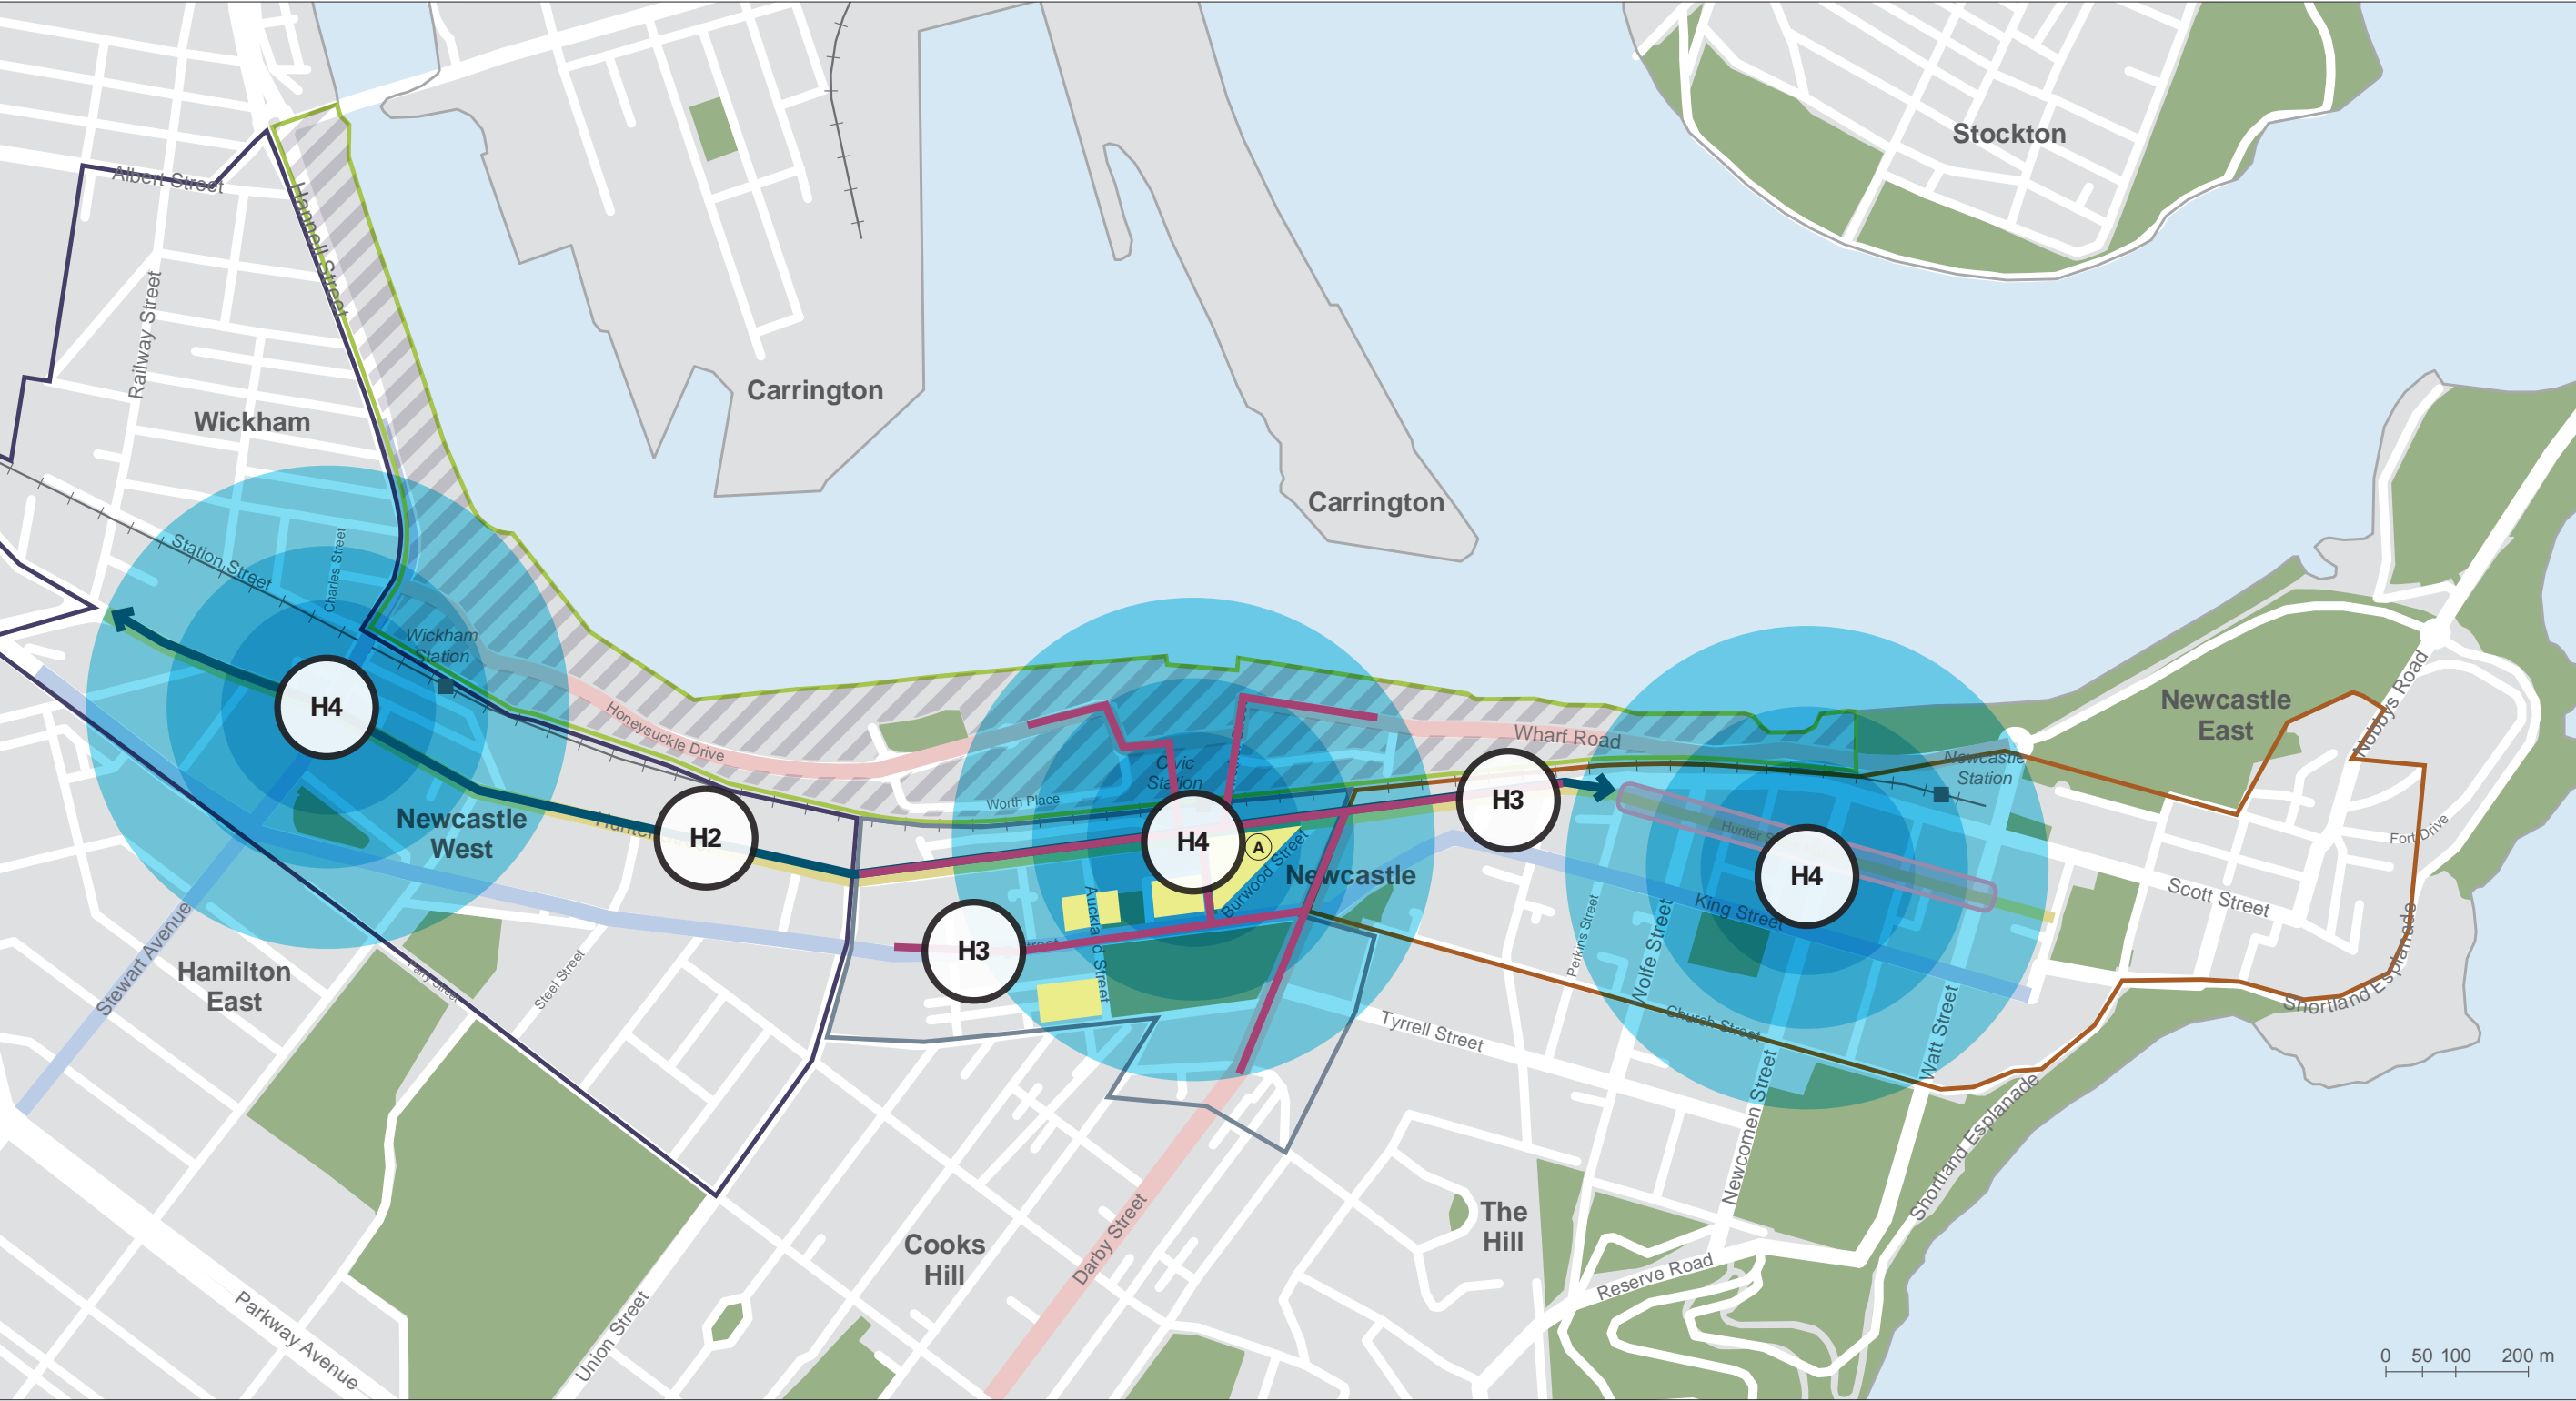 Stockton
Albert Street
Hannell Street
Railway Street
Carrington
Wickham
Carrington
Station Street
Charles Street
Wickham
Station
Newcastle
East
Nobbys Road
H4
Honeysuckle Drive
Wharf Road
Civic
Station
Newcastle
Station
Worth Place
H3
Newcastle
West
H2
H4
A
Hunter S
Fort Drive
Burwood Street
Newcastle
H4
Scott Street
King Street
Auckland Street
H3
Stewart Avenue
Hamilton
East
Parry Street
Steel Street
Perkins Street
Wolfe Street
Watt Street
Shortland Esplanade
Church Street
Tyrrell Street
Newcomen Street
Shortland Esplanade
The
Hill
Cooks
Hill
Darby Street
Reserve Road
Parkway Avenue
Union Street
0 50 100 200 m